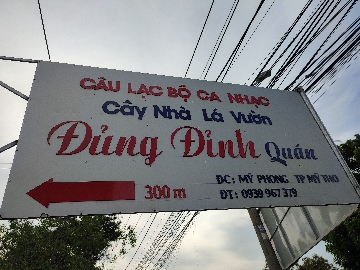 CÂU LẠC BỘ CA NHẠC
Cây Nhà Lá Vườn
Đủng Đỉnh Quán
300 m
ĐC: MỸ PHONG TP MỸ THO
ĐT: 0939 967 379